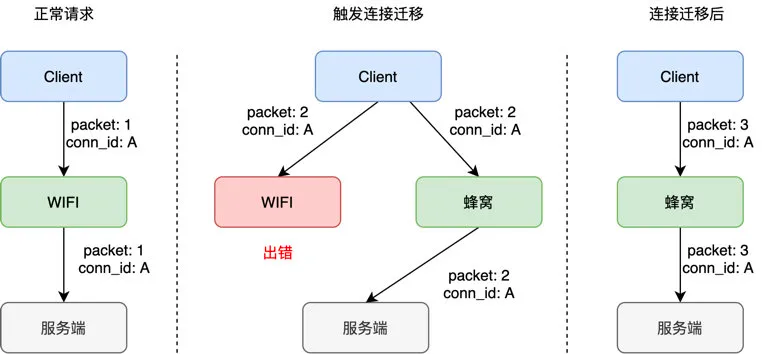 正常请求
触发连接迁移
连接迁移后
Client
packet: 1
conn_id: A
WIFI
packet: 1
conn_id: A
服务端
Client
packet: 2
conn_id: A
packet: 2
conn_id: A
WIFI
蜂窝
出错
packet: 2
conn_id: A
服务端
Client
packet: 3
conn_id: A
蜂窝
packet: 3
conn_id: A
服务端